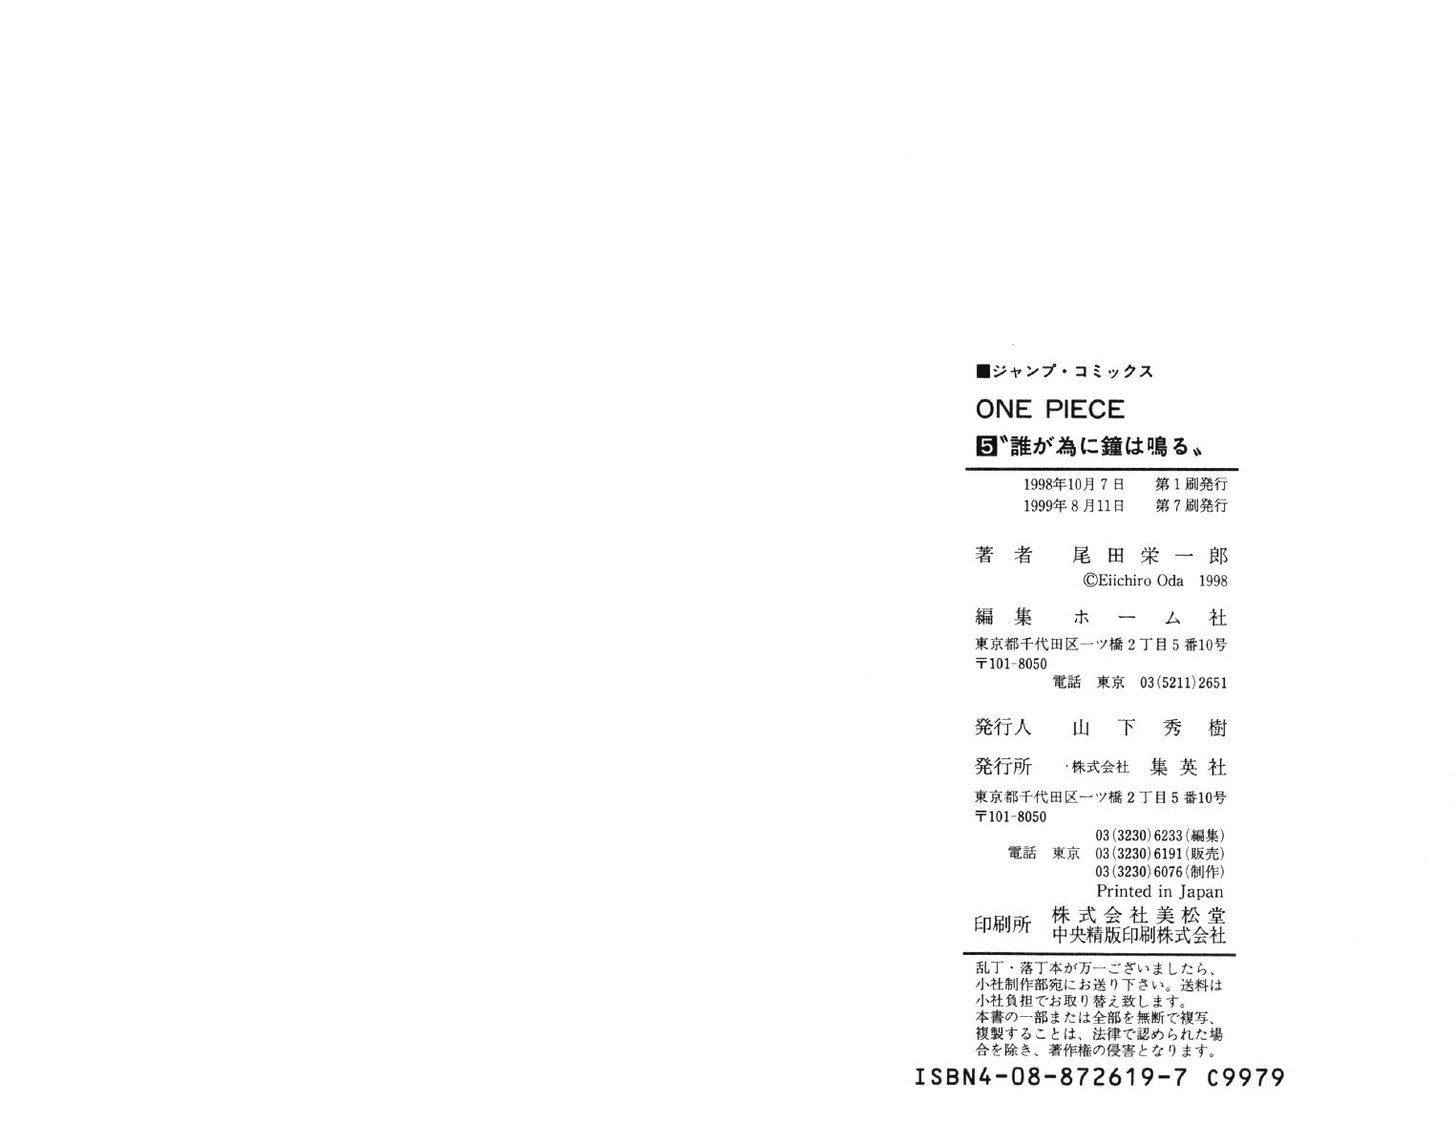 ■ジャンプ・コミックス
ONE PIECE
5〝誰が為に鐘は鳴る〟
1998年10月7日 第1刷発行
1999年8月11日 第7刷発行
著者 尾田栄一郎
©Eiichiro Oda 1998
編集 ホーム社
東京都千代田区一ツ橋2丁目5番10号
〒101-8050
電話 東京 03(5211)2651
発行人 山下秀樹
発行所 株式会社 集英社
東京都千代田区一ツ橋2丁目5番10号
〒101-8050
03(3230)6233(編集)
電話 東京 03(3230)6191(販売)
03(3230)6076(制作)
Printed in Japan
印刷所 株式会社美松堂
中央精版印刷株式会社
乱丁・落丁本が万一ございましたら、
小社制作部宛にお送り下さい。送料は
小社負担でお取り替え致します。
本書の一部または全部を無断で複写、
複製することは、法律で認められた場
合を除き、著作権の侵害となります。
ISBN4-08-872619-7 C9979